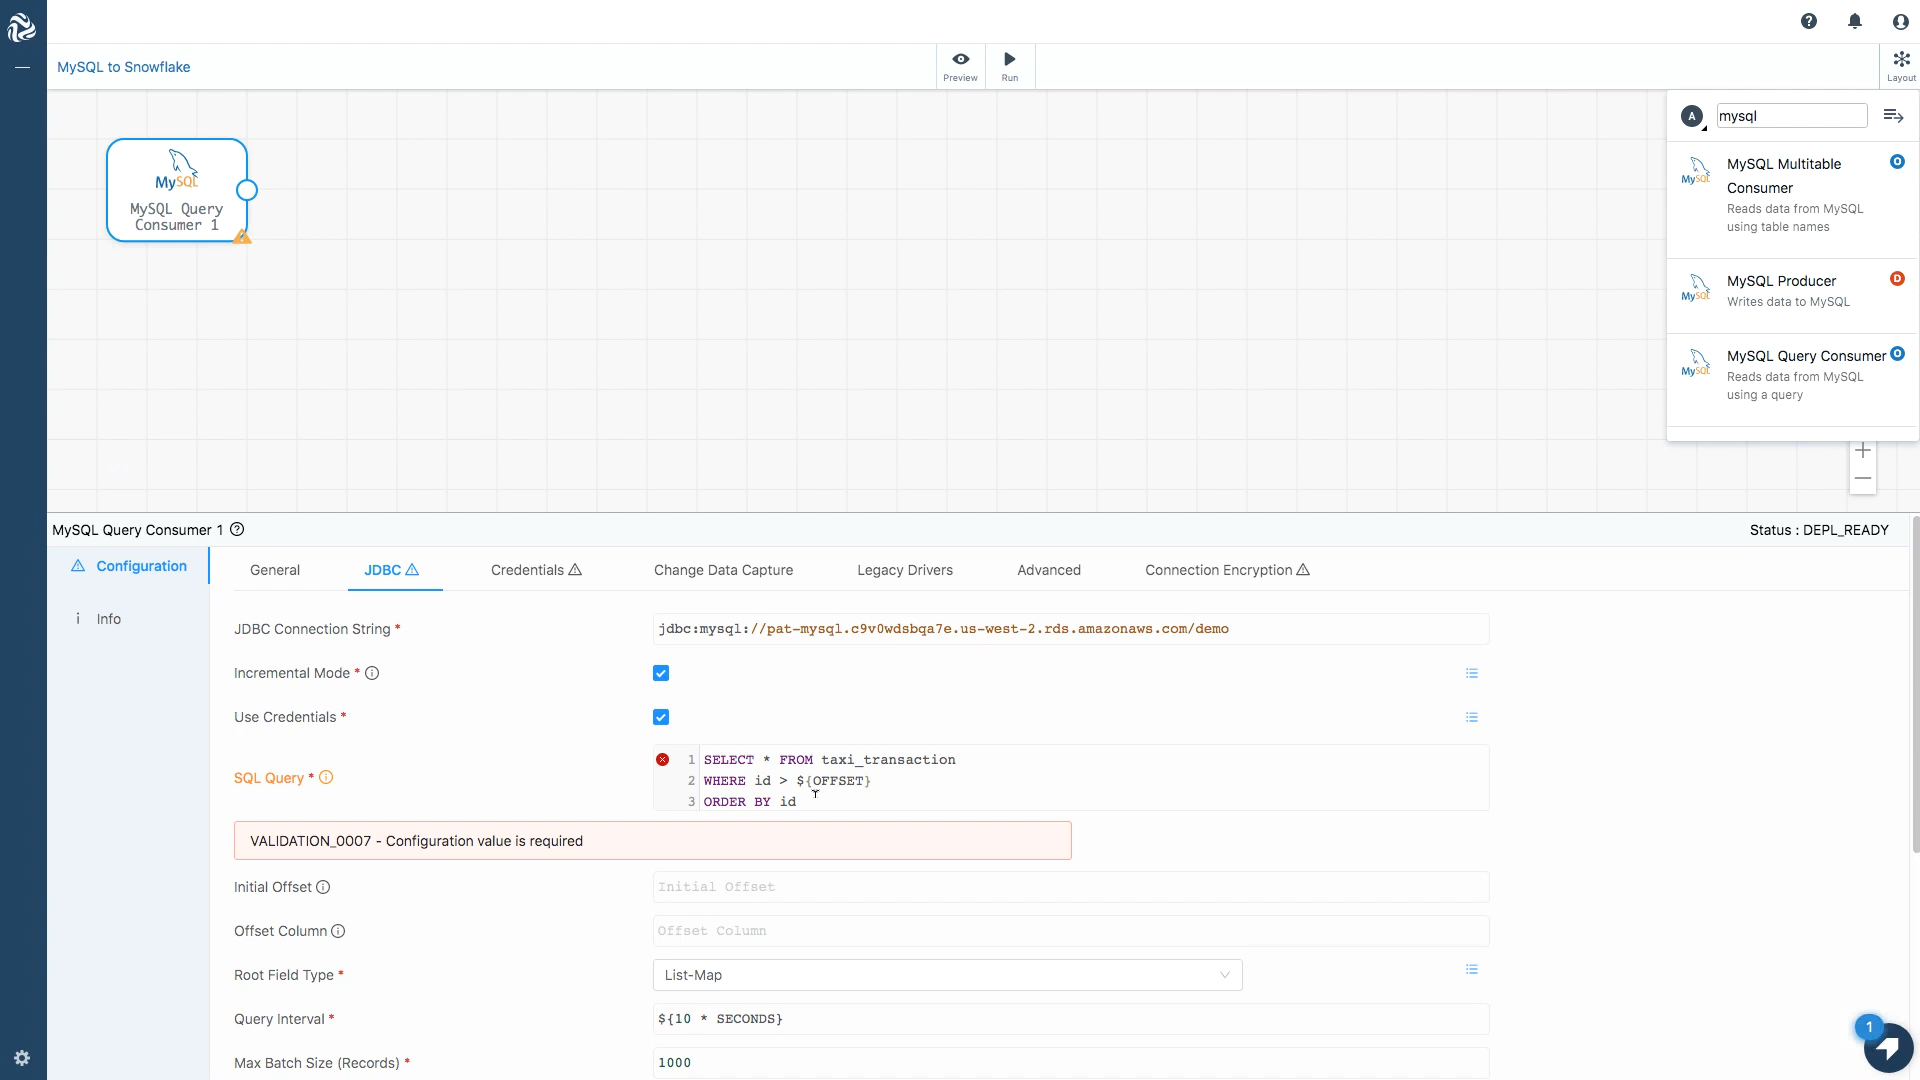 MySQL to Snowflake
Preview
Run
Layout
A
mysql
MySQL Multitable
Consumer
O
Reads data from MySQL
using table names
MySQL
MySQL Producer
D
Writes data to MySQL
MySQL
MySQL Query Consumer
O
Reads data from MySQL
using a query
MySQL
MySQL
MySQL Query
Consumer 1
+
—
MySQL Query Consumer 1
Status : DEPL_READY
Configuration
Info
General
JDBC
Credentials
Change Data Capture
Legacy Drivers
Advanced
Connection Encryption
JDBC Connection String *
jdbc:mysql://pat-mysql.c9v0wdsbqa7e.us-west-2.rds.amazonaws.com/demo
Incremental Mode *
Use Credentials *
SQL Query *
1 SELECT * FROM taxi_transaction
2 WHERE id > ${OFFSET}
3 ORDER BY id
VALIDATION_0007 - Configuration value is required
Initial Offset
Initial Offset
Offset Column
Offset Column
Root Field Type *
List-Map
Query Interval *
${10 * SECONDS}
Max Batch Size (Records) *
1000
1